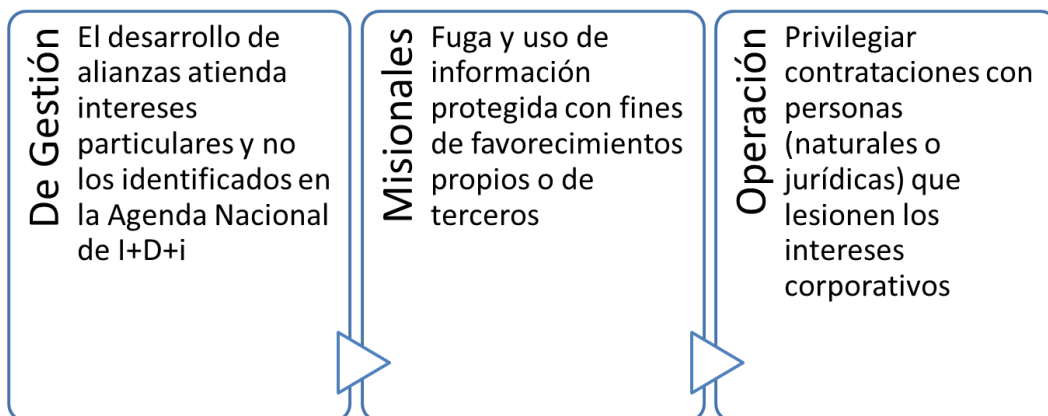 De Gestión
El desarrollo de
alianzas atienda
intereses
particulares y no
los identificados en
la Agenda Nacional
de I+D+i
Misionales
Fuga y uso de
información
protegida con fines
de favorecimientos
propios o de
terceros
Operación
Privilegiar
contrataciones con
personas
(naturales o
jurídicas) que
lesionen los
intereses
corporativos